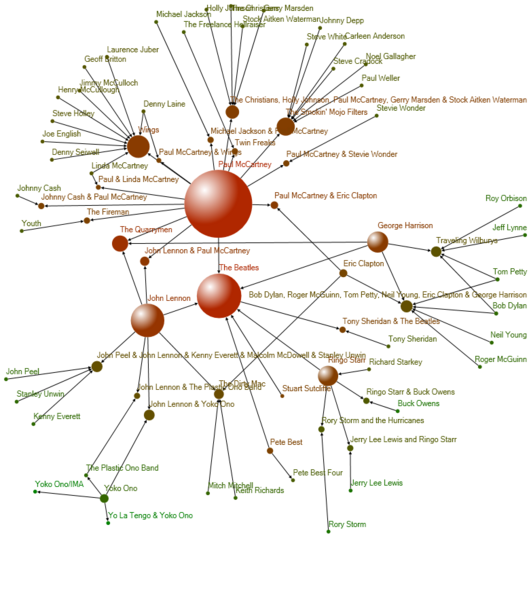 Holly Johnson
The Christians
Gerry Marsden
Michael Jackson
Stock Aitken Waterman
The Freelance Hellraiser
Johnny Depp
Steve White
Carleen Anderson
Laurence Juber
Noel Gallagher
Geoff Britton
Steve Cradock
Jimmy McCulloch
Paul Weller
Henry McCullough
The Christians, Holly Johnson, Paul McCartney, Gerry Marsden & Stock Aitken Waterman
Denny Laine
Stevie Wonder
The Smokin' Mojo Filters
Steve Holley
Wings
Michael Jackson & Paul McCartney
Joe English
Twin Freaks
Denny Seiwell
Paul McCartney & Wings
Paul McCartney & Stevie Wonder
Linda McCartney
Paul McCartney
Paul & Linda McCartney
Johnny Cash
Johnny Cash & Paul McCartney
Paul McCartney & Eric Clapton
Roy Orbison
The Fireman
Youth
George Harrison
Jeff Lynne
The Quarrymen
Traveling Wilburys
John Lennon & Paul McCartney
Eric Clapton
The Beatles
Tom Petty
John Lennon
Bob Dylan, Roger McGuinn, Tom Petty, Neil Young, Eric Clapton & George Harrison
Bob Dylan
Tony Sheridan & The Beatles
Neil Young
Tony Sheridan
John Peel & John Lennon & Kenny Everett & Malcolm McDowell & Stanley Unwin
Ringo Starr
Roger McGuinn
Richard Starkey
John Peel
John Lennon & The Plastic Ono Band
The Dirty Mac
Stuart Sutcliffe
Ringo Starr & Buck Owens
Stanley Unwin
John Lennon & Yoko Ono
Buck Owens
Kenny Everett
Rory Storm and the Hurricanes
Pete Best
Jerry Lee Lewis and Ringo Starr
The Plastic Ono Band
Pete Best Four
Yoko Ono/IMA
Yoko Ono
Mitch Mitchell
Keith Richards
Jerry Lee Lewis
Yo La Tengo & Yoko Ono
Rory Storm